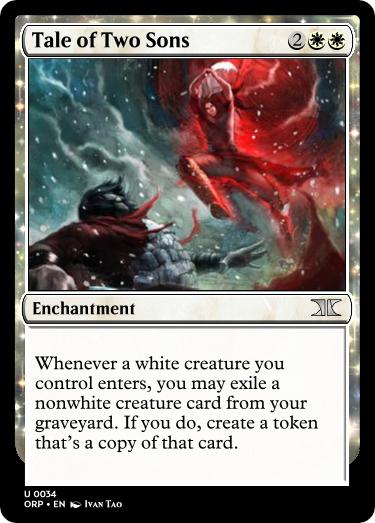 Tale of Two Sons 2
Enchantment
Whenever a white creature you
control enters, you may exile a
nonwhite creature card from your
graveyard. If you do, create a token
that's a copy of that card.
U 0034
ORP • EN Ivan Tao